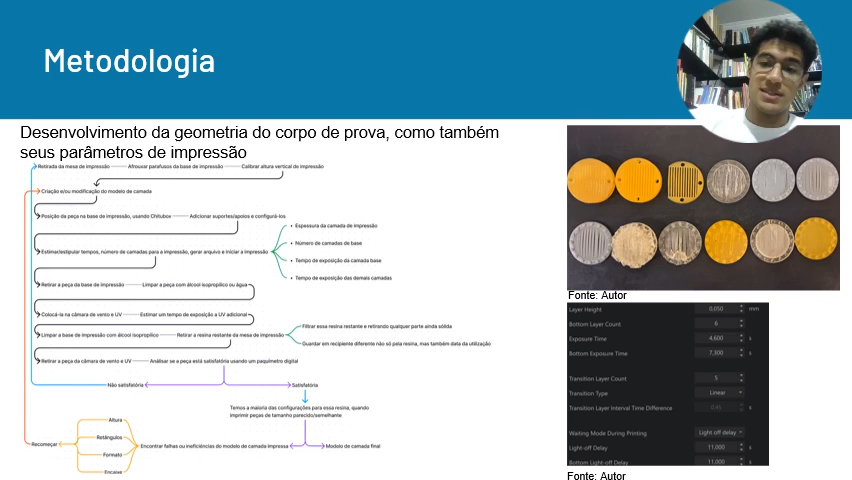 Metodologia
Desenvolvimento da geometria do corpo de prova, como também
seus parâmetros de impressão
Retirada da mesa de impressão
Afrouxar parafusos da base de impressão
Calibrar altura vertical de impressão
Criação e/ou modificação do modelo de camada
Posição da peça na base de impressão, usando Chitubox
Adicionar suportes/apoios e configurá-los
Estimar/estipular tempos, número de camadas para a impressão, gerar arquivo e iniciar a impressão
Espessura da camada de impressão
Número de camadas de base
Tempo de exposição da camada base
Tempo de exposição das demais camadas
Retirar a peça da base de impressão
Limpar a peça com álcool isopropílico ou água
Colocá-la na câmara de vento e UV
Estimar um tempo de exposição a UV adicional
Limpar a base de impressão com álcool isopropílico
Retirar a resina restante da mesa de impressão
Filtrar essa resina restante e retirando qualquer parte ainda sólida
Guardar em recipiente diferente não só pela resina, mas também data da utilização
Retirar a peça da câmara de vento e UV
Análisar se a peça está satisfatória usando um paquímetro digital
Não satisfatória
Satisfatória
Temos a maioria das configurações para essa resina, quando
imprimir peças de tamanho parecido/semelhante
Recomeçar
Altura
Retângulos
Formato
Encaixe
Encontrar falhas ou ineficiências do modelo de camada impressa
Modelo de camada final
Fonte: Autor
Layer Height 0,050 mm
Bottom Layer Count 6
Exposure Time 4,600 s
Bottom Exposure Time 7,300 s
Transition Layer Count 5
Transition Type Linear
Transition Layer Interval Time Difference 0,45 s
Waiting Mode During Printing Light off delay
Light-off Delay 11,000 s
Bottom Light-off Delay 11,000 s
Fonte: Autor